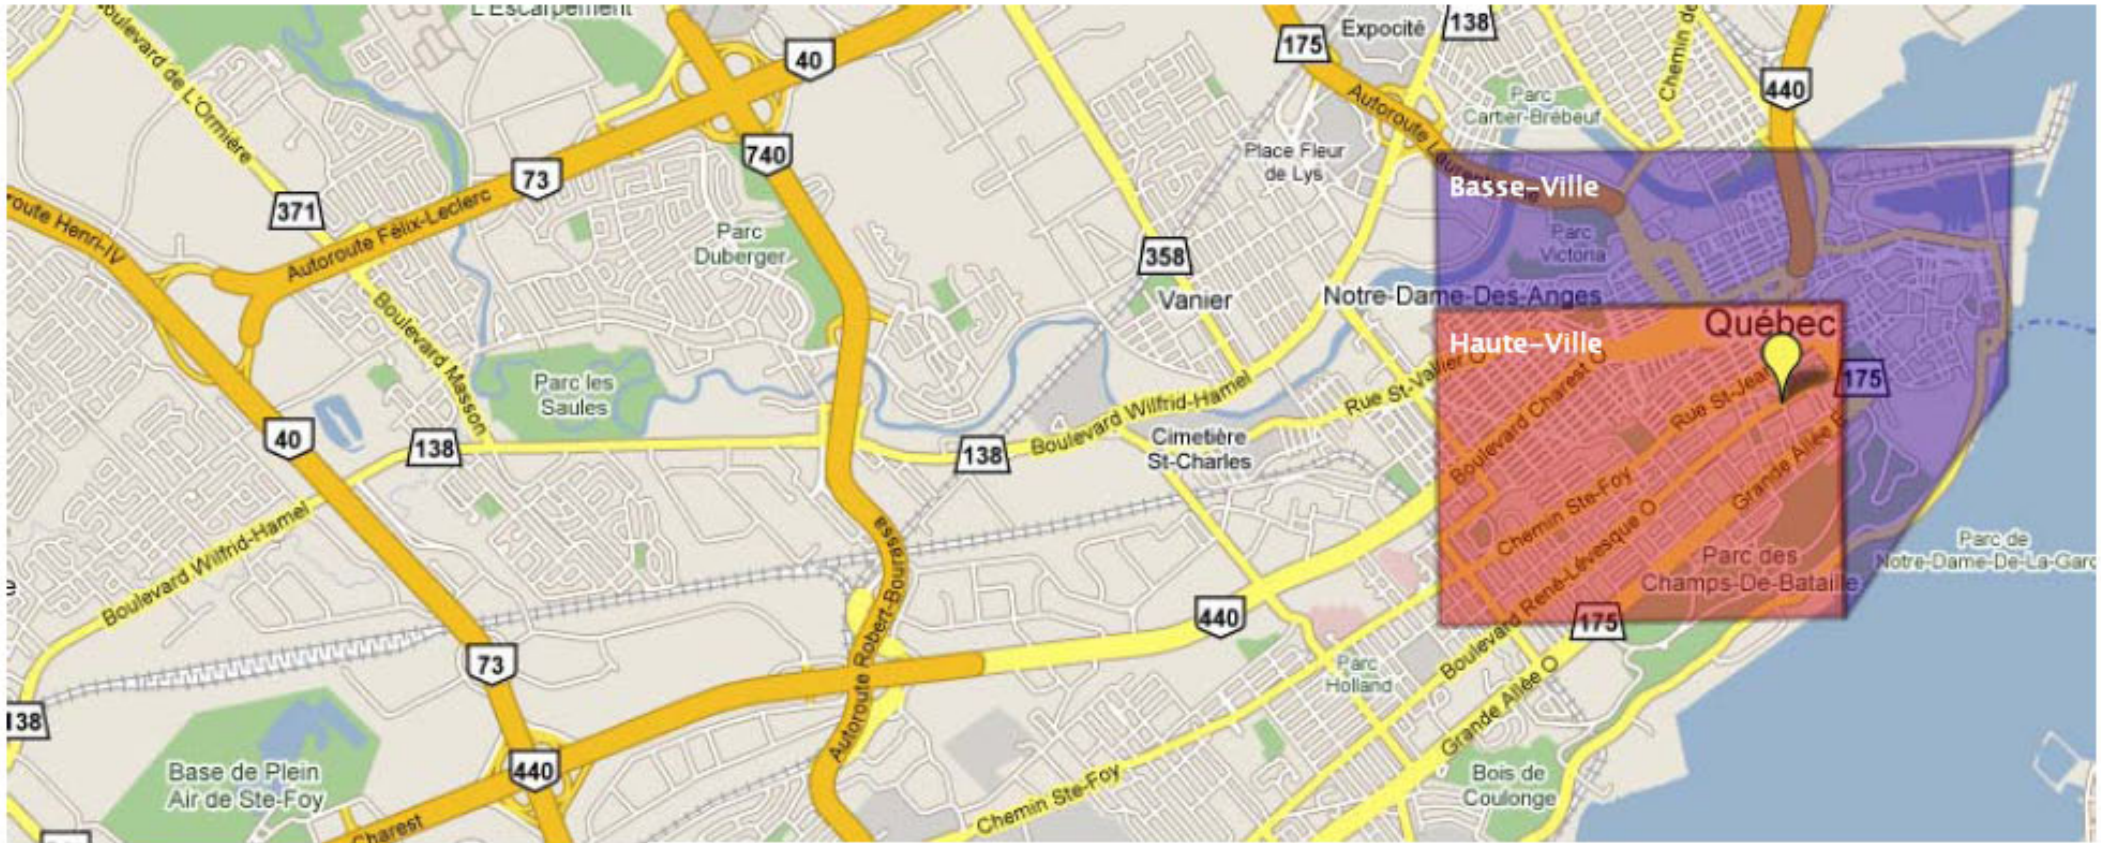 L'Escarpement
138
175
Expocité
40
Chemin de
440
Boulevard de L'Ormière
Parc
Cartier-Brébeuf
Autoroute
740
Place Fleur
de Lys
73
Basse-Ville
371
route Henri-IV
Autoroute Félix-Leclerc
Parc
Duberger
Parc
Victoria
358
Vanier
Notre-Dame-Des-Anges
Québec
Boulevard Masson
Haute-Ville
175
Parc les
Saules
Rue St-Vallier O
Boulevard Charest O
Rue St-Jean
Boulevard Wilfrid-Hamel
40
138
138
Cimetière
St-Charles
Grande Allée E
Chemin Ste-Foy
Boulevard Wilfrid-Hamel
Boulevard René-Lévesque O
Parc des
Champs-De-Bataille
Parc de
Notre-Dame-De-La-Gard
e
440
175
Autoroute Robert-Bourassa
73
Parc
Holland
Grande Allée O
138
440
Base de Plein
Air de Ste-Foy
Bois de
Coulonge
Chemin Ste-Foy
Charest